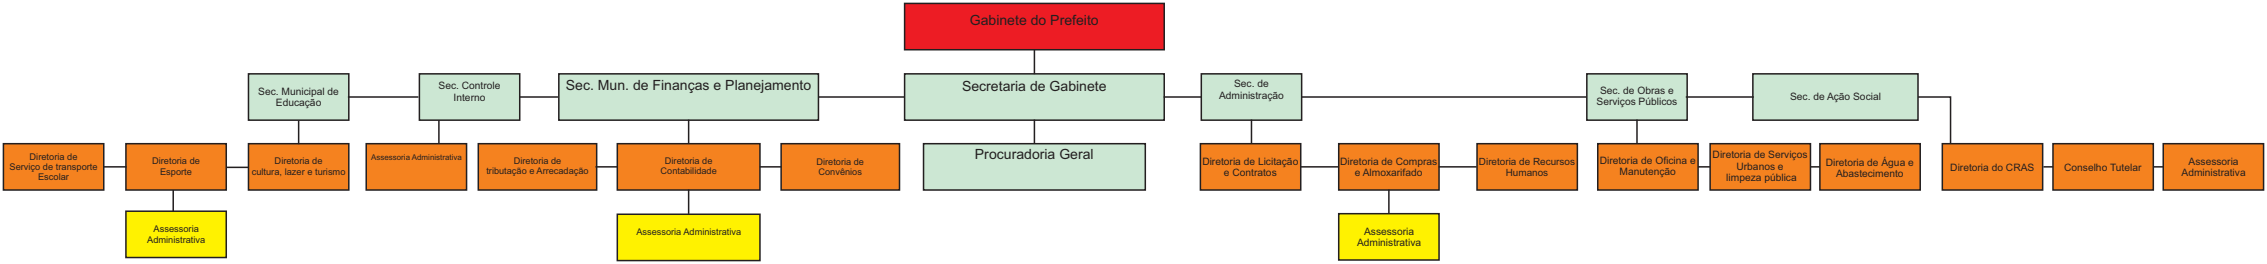 Gabinete do Prefeito
Sec. Municipal de
Educação
Sec. Controle
Interno
Sec. Mun. de Finanças e Planejamento
Secretaria de Gabinete
Sec. de
Administração
Sec. de Obras e
Serviços Públicos
Sec. de Ação Social
Diretoria de
Serviço de transporte
Escolar
Diretoria de
Esporte
Diretoria de
cultura, lazer e turismo
Assessoria Administrativa
Diretoria de
tributação e Arrecadação
Diretoria de
Contabilidade
Diretoria de
Convênios
Procuradoria Geral
Diretoria de Licitação
e Contratos
Diretoria de Compras
e Almoxarifado
Diretoria de Recursos
Humanos
Diretoria de Oficina e
Manutenção
Diretoria de Serviços
Urbanos e
limpeza pública
Diretoria de Água e
Abastecimento
Diretoria do CRAS
Conselho Tutelar
Assessoria
Administrativa
Assessoria
Administrativa
Assessoria Administrativa
Assessoria
Administrativa